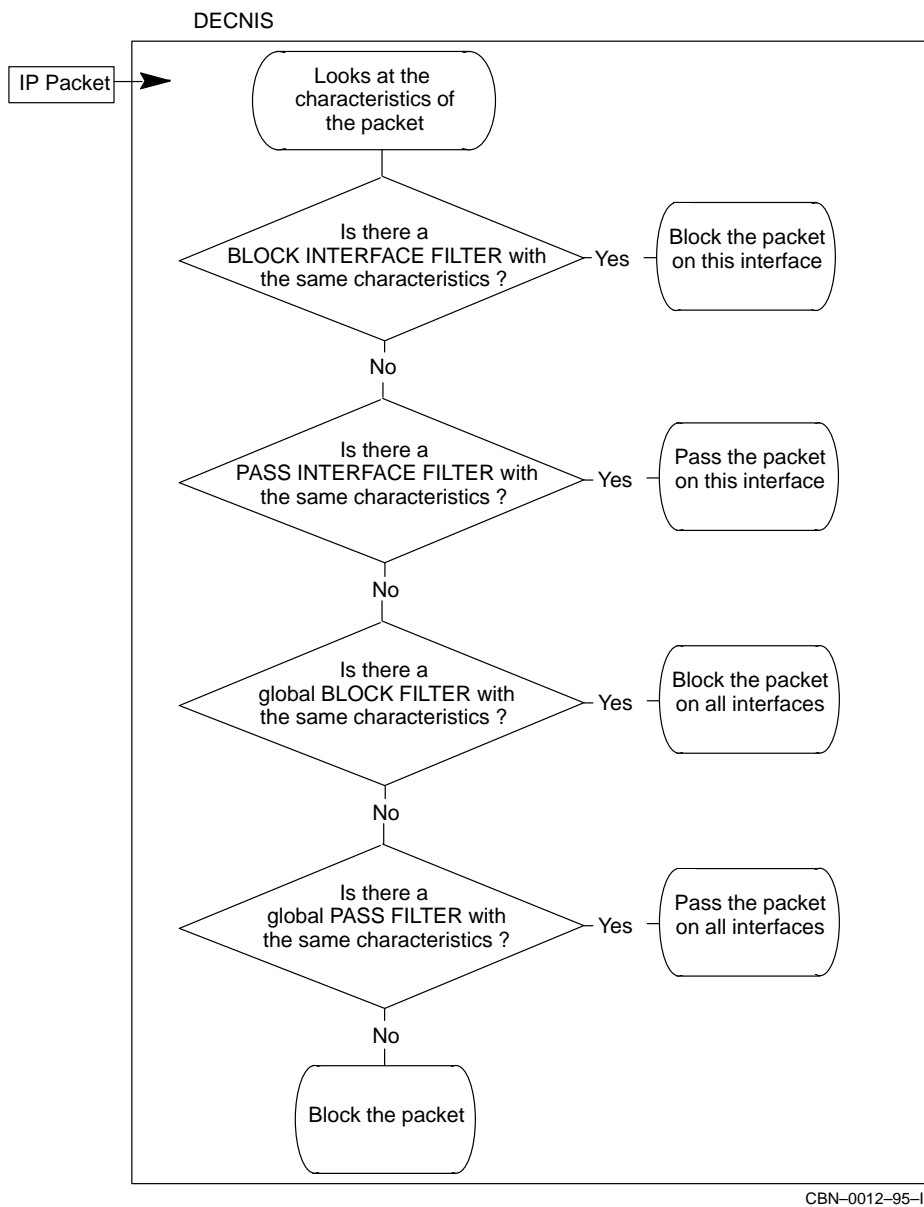 DECNIS
IP Packet
Looks at the
characteristics of
the packet
Is there a
BLOCK INTERFACE FILTER with
the same characteristics ?
Yes
Block the packet
on this interface
No
Is there a
PASS INTERFACE FILTER with
the same characteristics ?
Yes
Pass the packet
on this interface
No
Is there a
global BLOCK FILTER with
the same characteristics ?
Yes
Block the packet
on all interfaces
No
Is there a
global PASS FILTER with
the same characteristics ?
Yes
Pass the packet
on all interfaces
No
Block the packet
CBN–0012–95–I